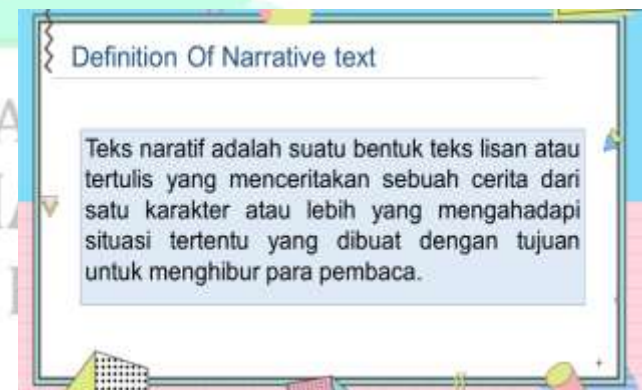 Definition Of Narrative text
Teks naratif adalah suatu bentuk teks lisan atau
tertulis yang menceritakan sebuah cerita dari
satu karakter atau lebih yang mengahadapi
situasi tertentu yang dibuat dengan tujuan
untuk menghibur para pembaca.